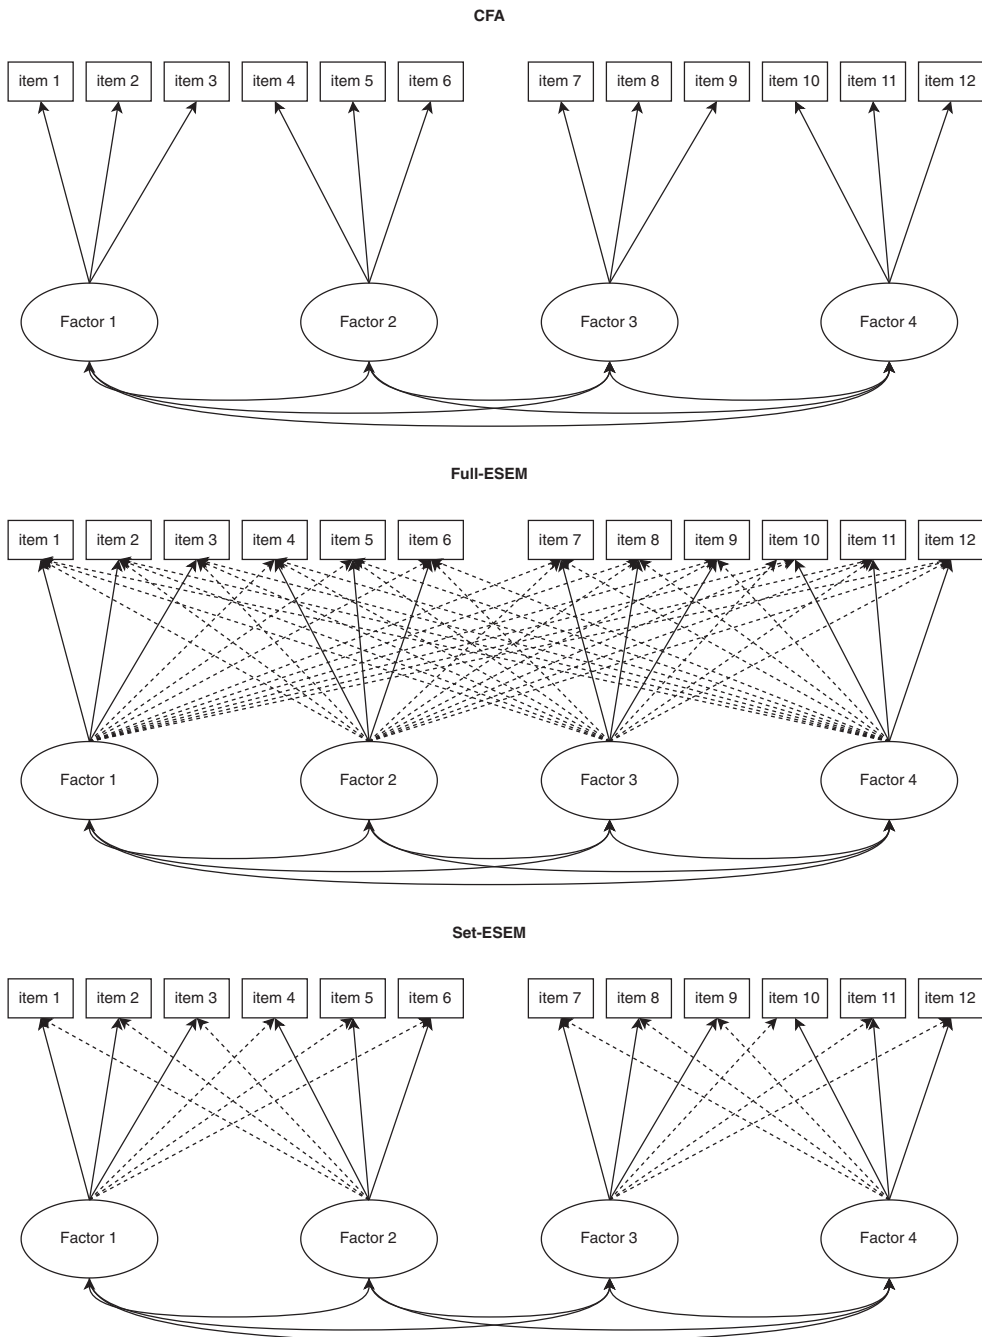 CFA
item 1 item 2 item 3 item 4 item 5 item 6 item 7 item 8 item 9 item 10 item 11 item 12
Factor 1 Factor 2 Factor 3 Factor 4
Full-ESEM
item 1 item 2 item 3 item 4 item 5 item 6 item 7 item 8 item 9 item 10 item 11 item 12
Factor 1 Factor 2 Factor 3 Factor 4
Set-ESEM
item 1 item 2 item 3 item 4 item 5 item 6 item 7 item 8 item 9 item 10 item 11 item 12
Factor 1 Factor 2 Factor 3 Factor 4